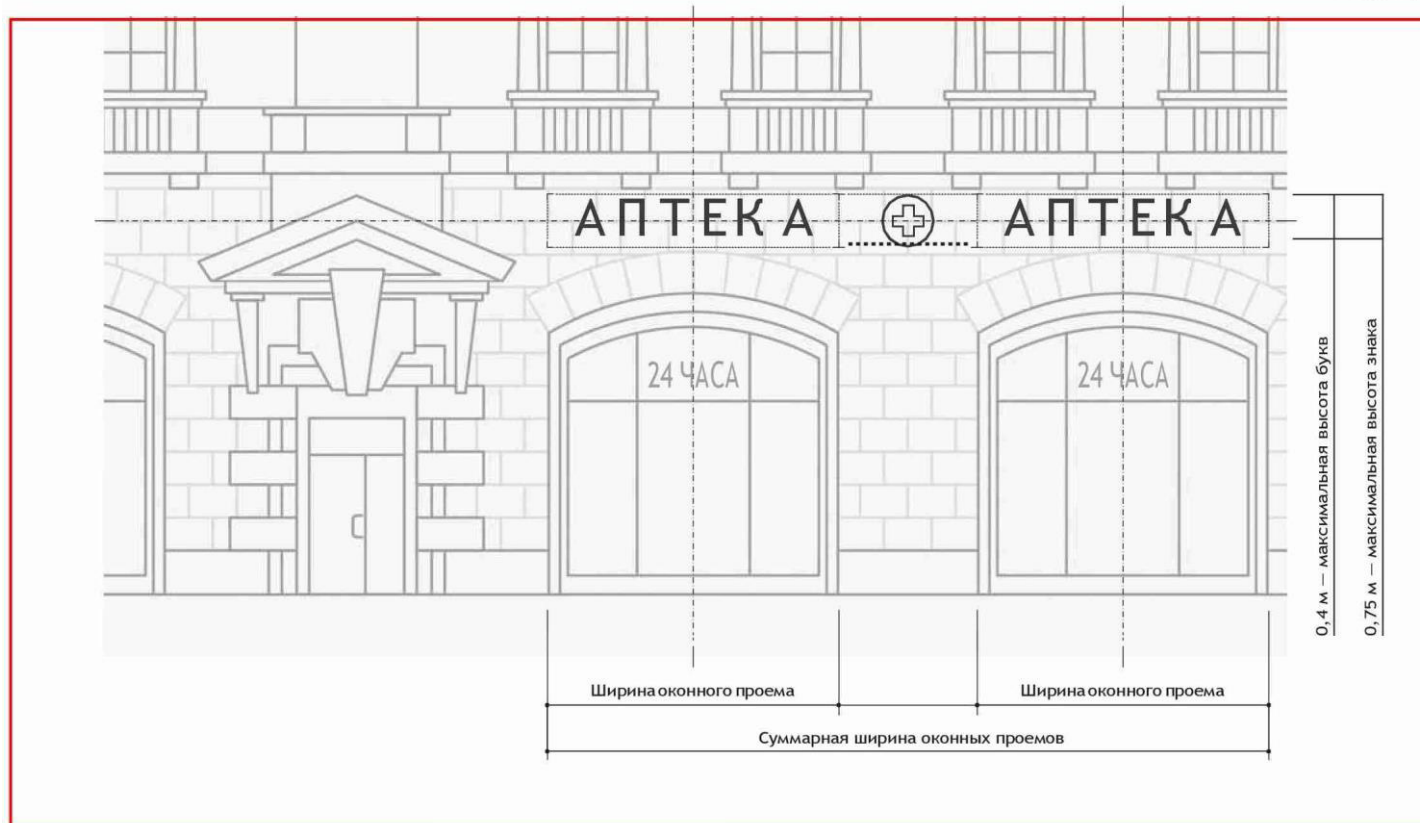 АПТЕКА АПТЕКА
24 ЧАСА 24 ЧАСА
0,4 м — максимальная высота букв
0,75 м — максимальная высота знака
Ширина оконного проема Ширина оконного проема
Суммарная ширина оконных проемов